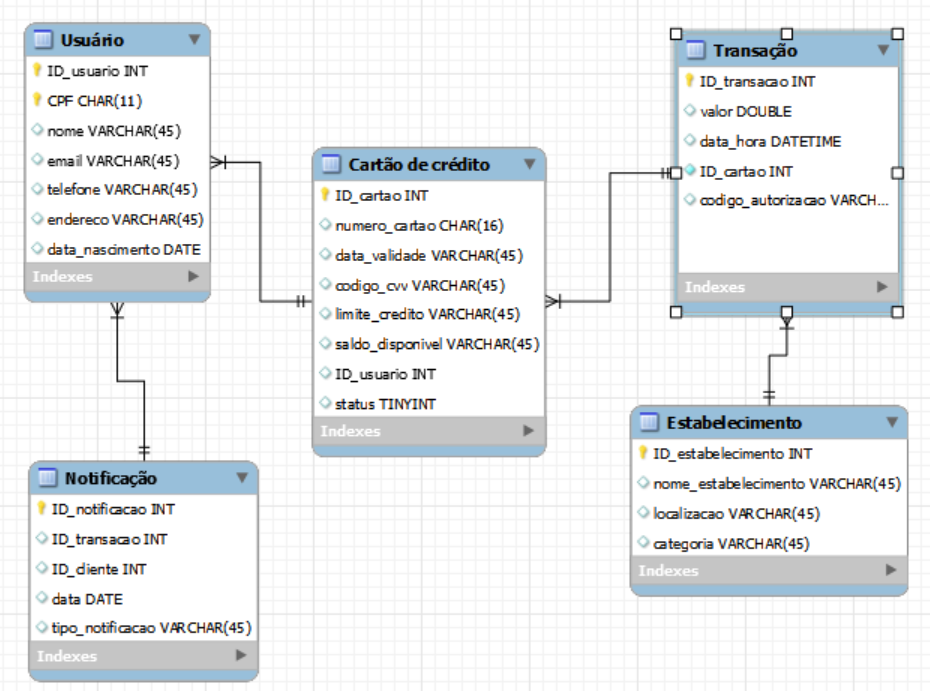 Usuário
ID_usuario INT
CPF CHAR(11)
nome VARCHAR(45)
email VARCHAR(45)
telefone VARCHAR(45)
endereco VARCHAR(45)
data_nascimento DATE
Indexes
Cartão de crédito
ID_cartao INT
numero_cartao CHAR(16)
data_validade VARCHAR(45)
codigo_cvv VARCHAR(45)
limite_credito VARCHAR(45)
saldo_disponivel VARCHAR(45)
ID_usuario INT
status TINYINT
Indexes
Transação
ID_transacao INT
valor DOUBLE
data_hora DATETIME
ID_cartao INT
codigo_autorizacao VARCH...
Indexes
Notificação
ID_notificacao INT
ID_transacao INT
ID_cliente INT
data DATE
tipo_notificacao VARCHAR(45)
Indexes
Estabelecimento
ID_estabelecimento INT
nome_estabelecimento VARCHAR(45)
localizacao VARCHAR(45)
categoria VARCHAR(45)
Indexes